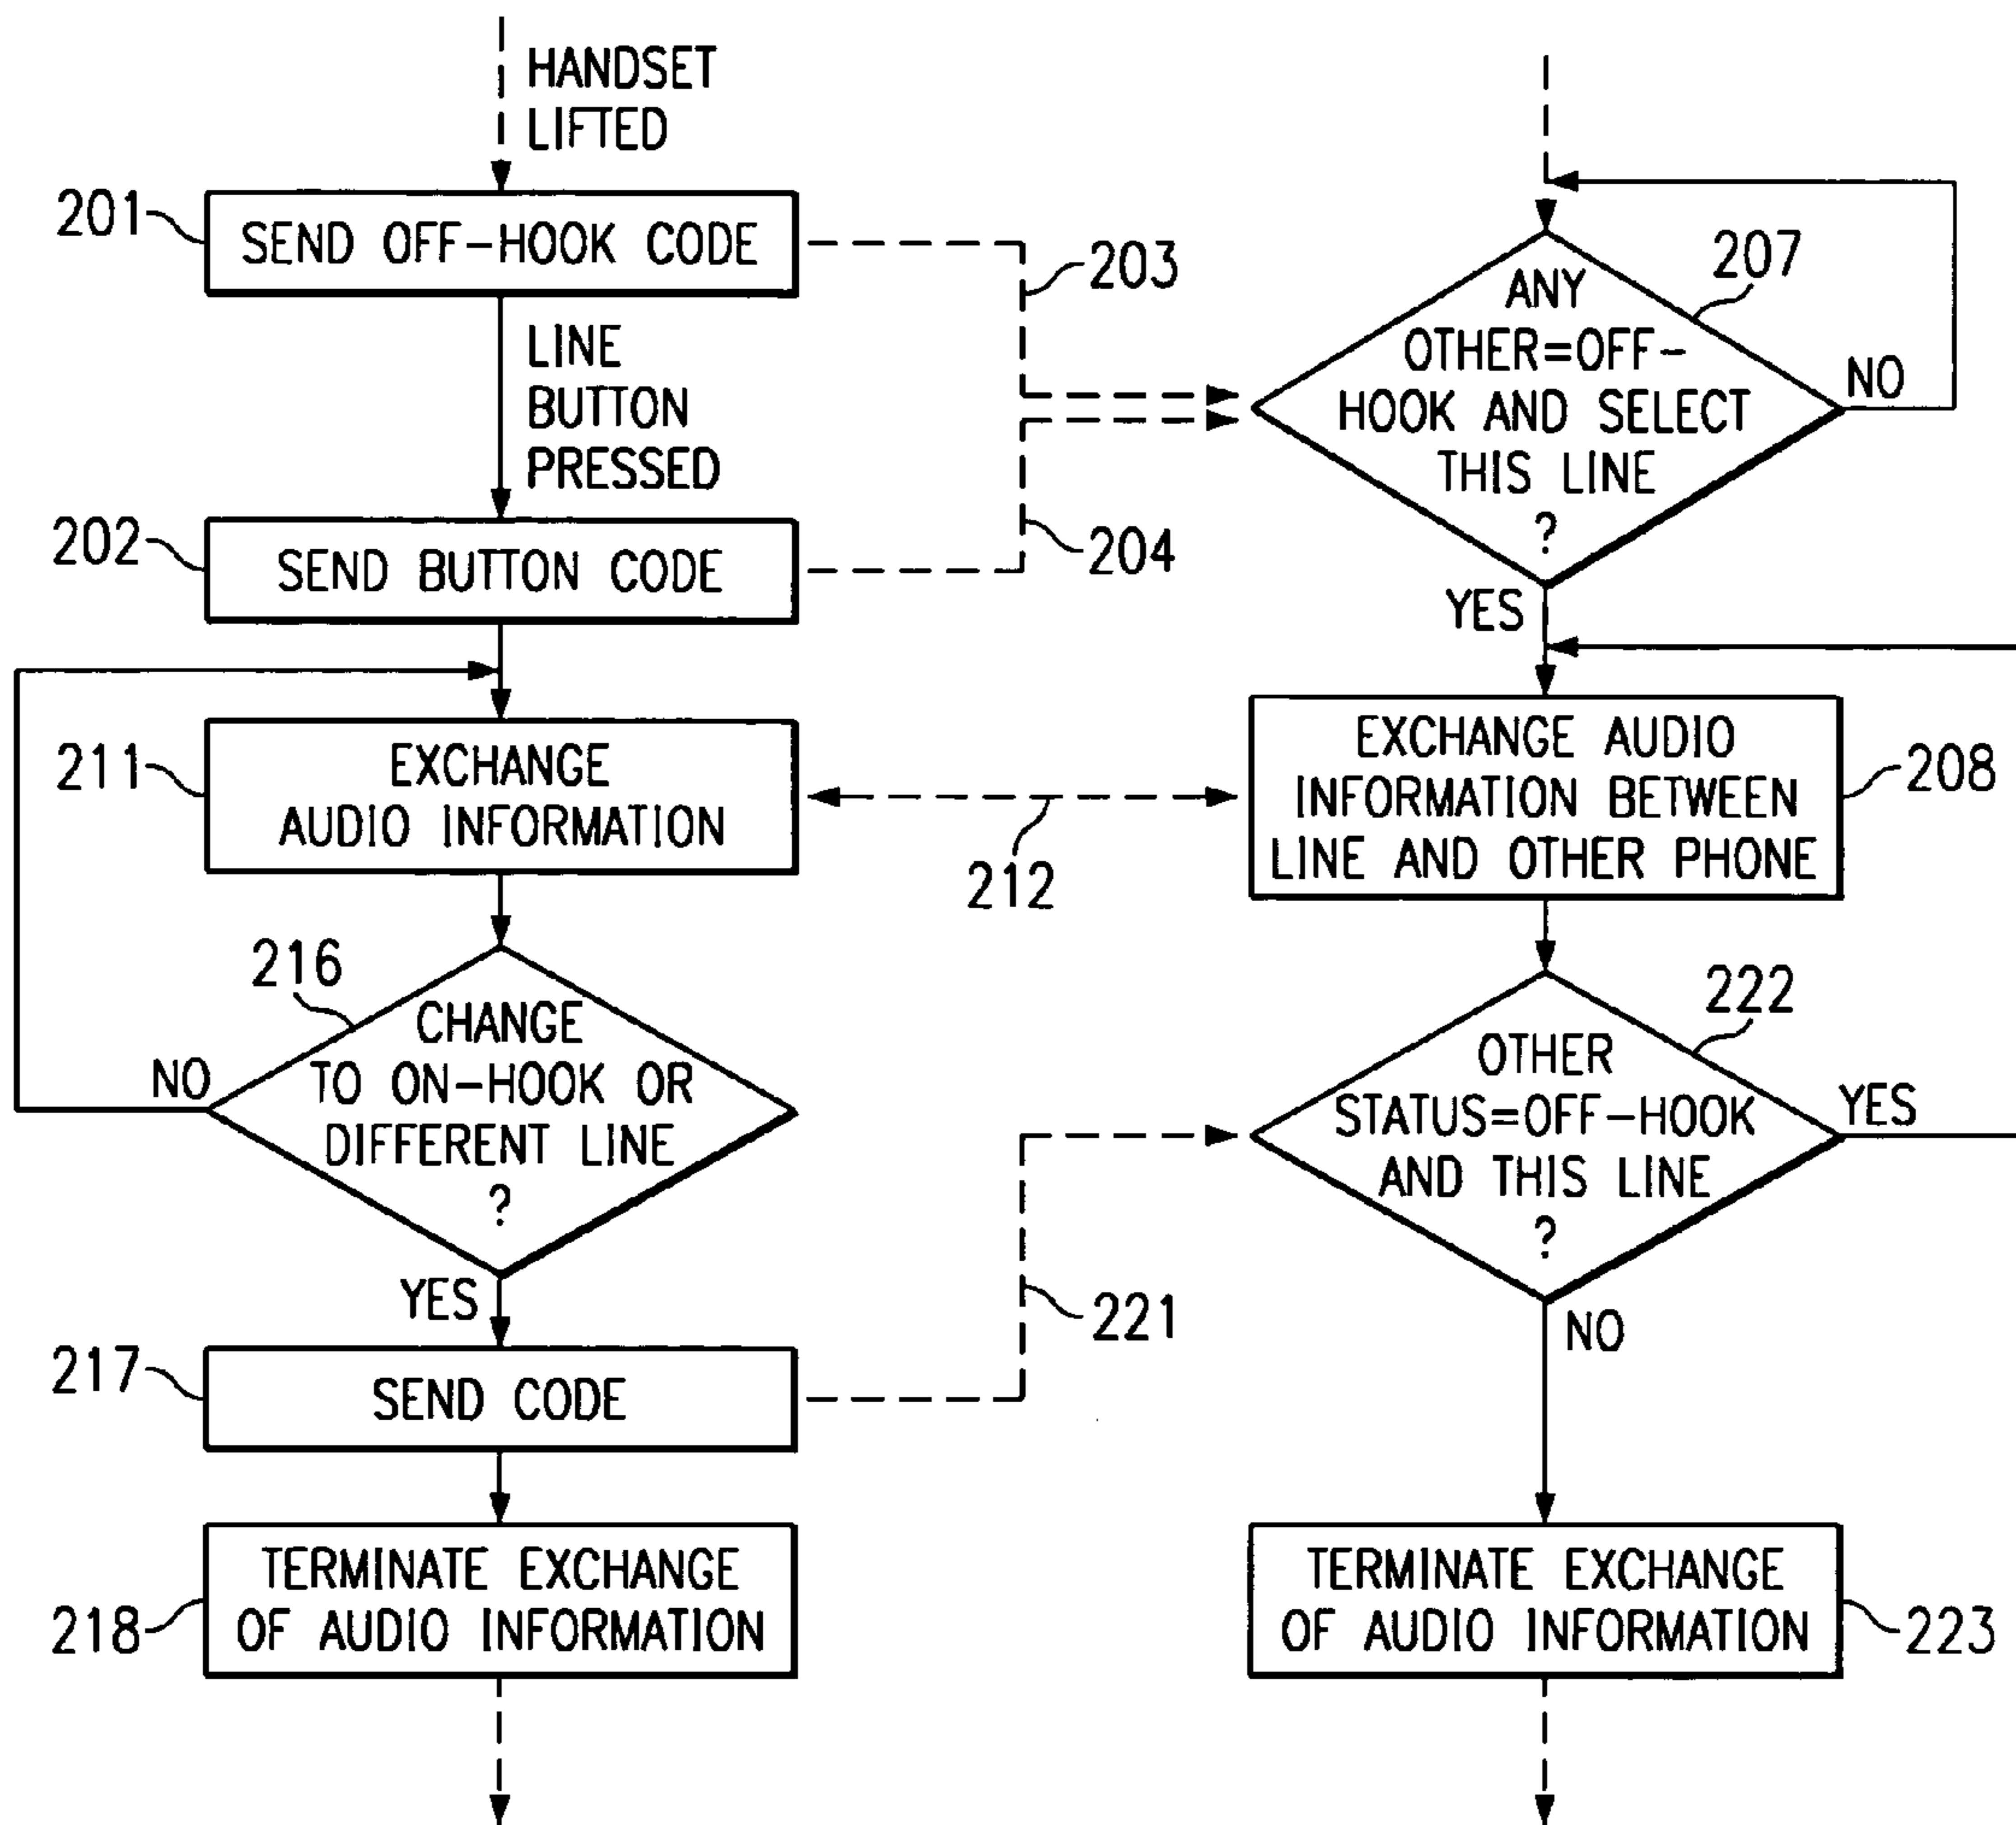 HANDSET
LIFTED
201
SEND OFF-HOOK CODE
203
LINE
BUTTON
PRESSED
202
SEND BUTTON CODE
204
207
ANY
OTHER=OFF-
HOOK AND SELECT
THIS LINE
?
NO
YES
211
EXCHANGE
AUDIO INFORMATION
212
EXCHANGE AUDIO
INFORMATION BETWEEN
LINE AND OTHER PHONE
208
216
CHANGE
TO ON-HOOK OR
DIFFERENT LINE
?
NO
YES
222
OTHER
STATUS=OFF-HOOK
AND THIS LINE
?
YES
NO
217
SEND CODE
221
218
TERMINATE EXCHANGE
OF AUDIO INFORMATION
TERMINATE EXCHANGE
OF AUDIO INFORMATION
223